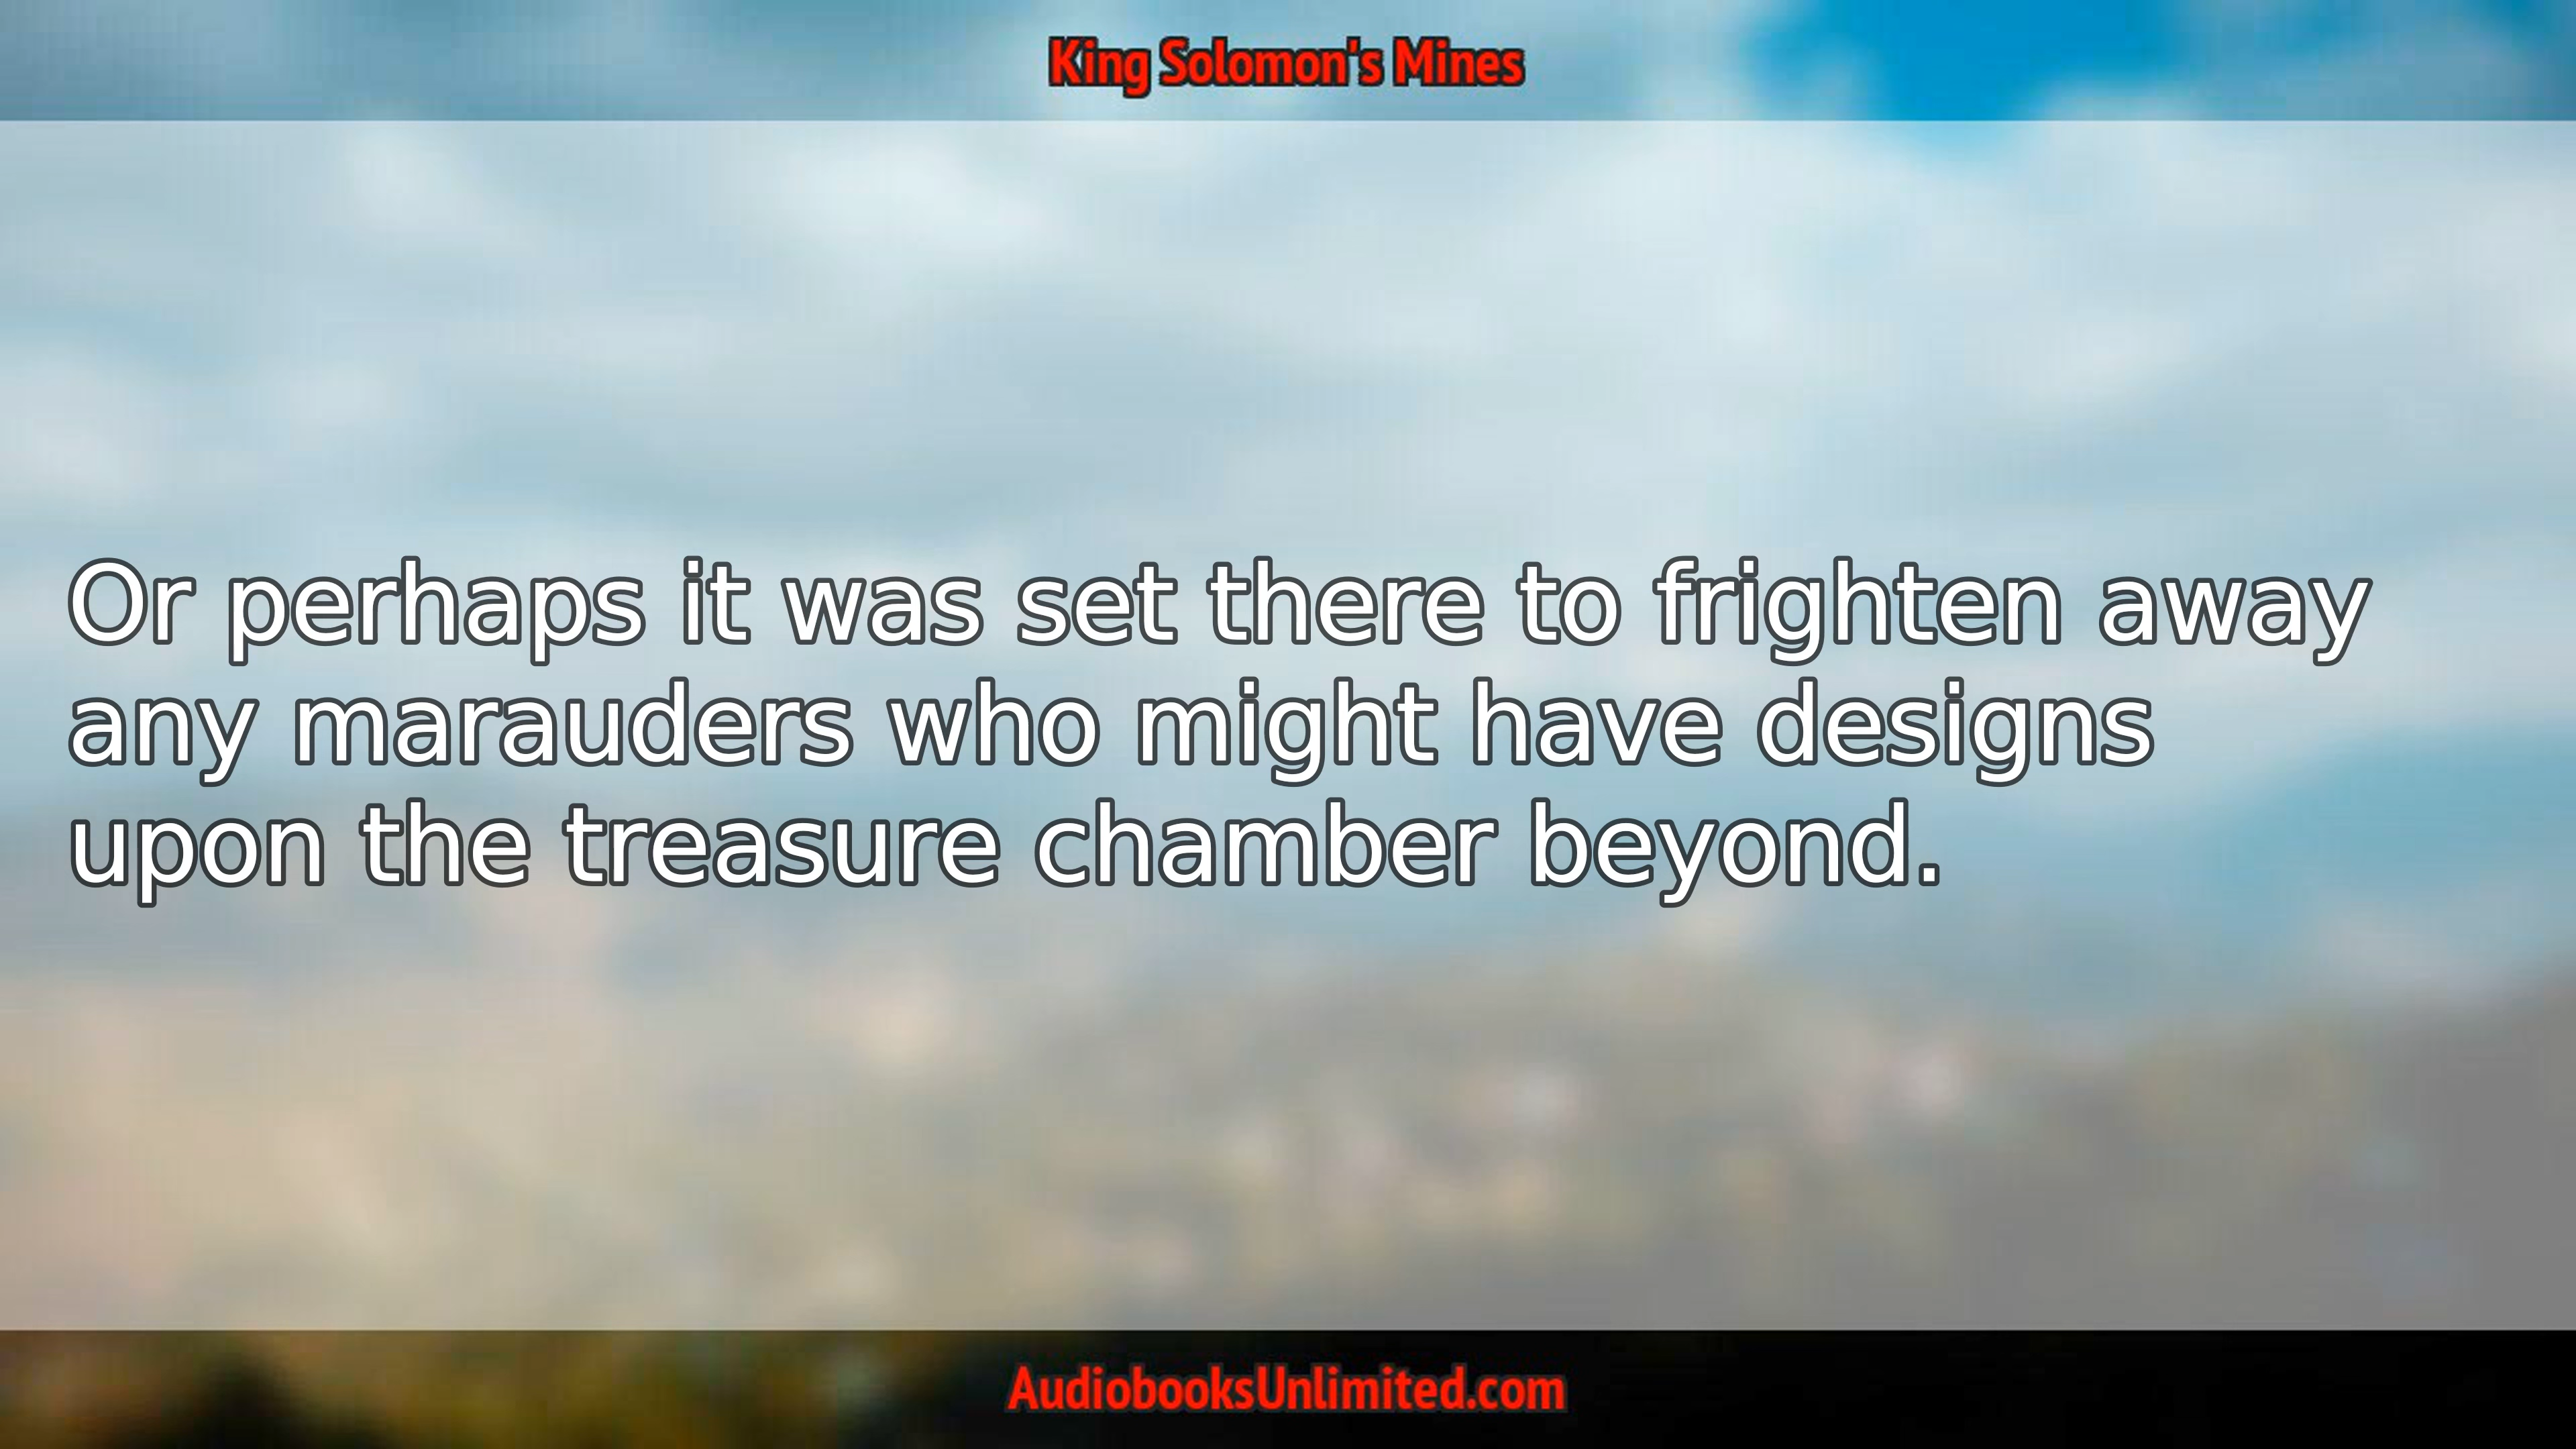 King Solomon's Mines
Or perhaps it was set there to frighten away
any marauders who might have designs
upon the treasure chamber beyond.
AudiobooksUnlimited.com